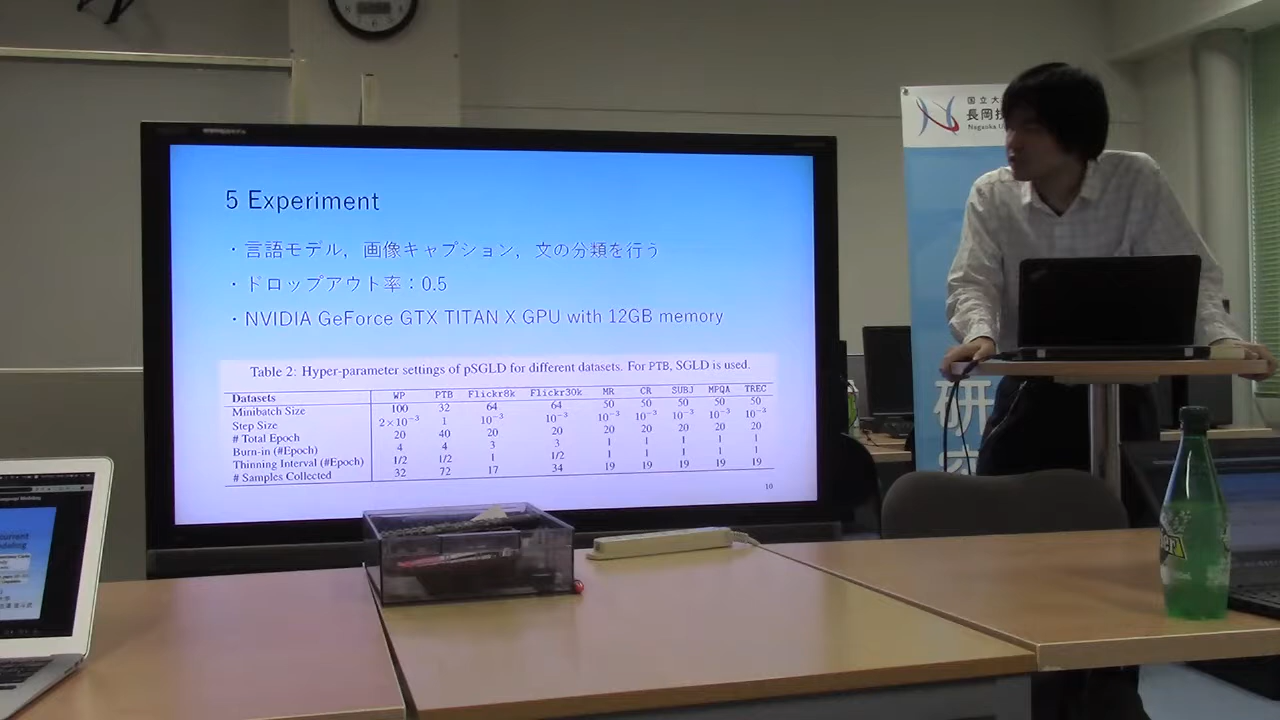 国立大
長岡技
Nagaoka U
5 Experiment
・言語モデル，画像キャプション，文の分類を行う
・ドロップアウト率：0.5
・NVIDIA GeForce GTX TITAN X GPU with 12GB memory
Table 2: Hyper-parameter settings of pSGLD for different datasets. For PTB, SGLD is used.
Datasets WP PTB Flickr8k Flickr30k MR CR SUBJ MPQA TREC
Minibatch Size 100 32 64 64 50 50 50 50 50
Step Size 2×10⁻³ 1 10⁻³ 10⁻³ 10⁻³ 10⁻³ 10⁻³ 10⁻³ 10⁻³
# Total Epoch 20 40 20 20 20 20 20 20 20
Burn-in (#Epoch) 4 4 3 3 1 1 1 1 1
Thinning Interval (#Epoch) 1/2 1/2 1 1/2 1 1 1 1 1
# Samples Collected 32 72 17 34 19 19 19 19 19
10
研